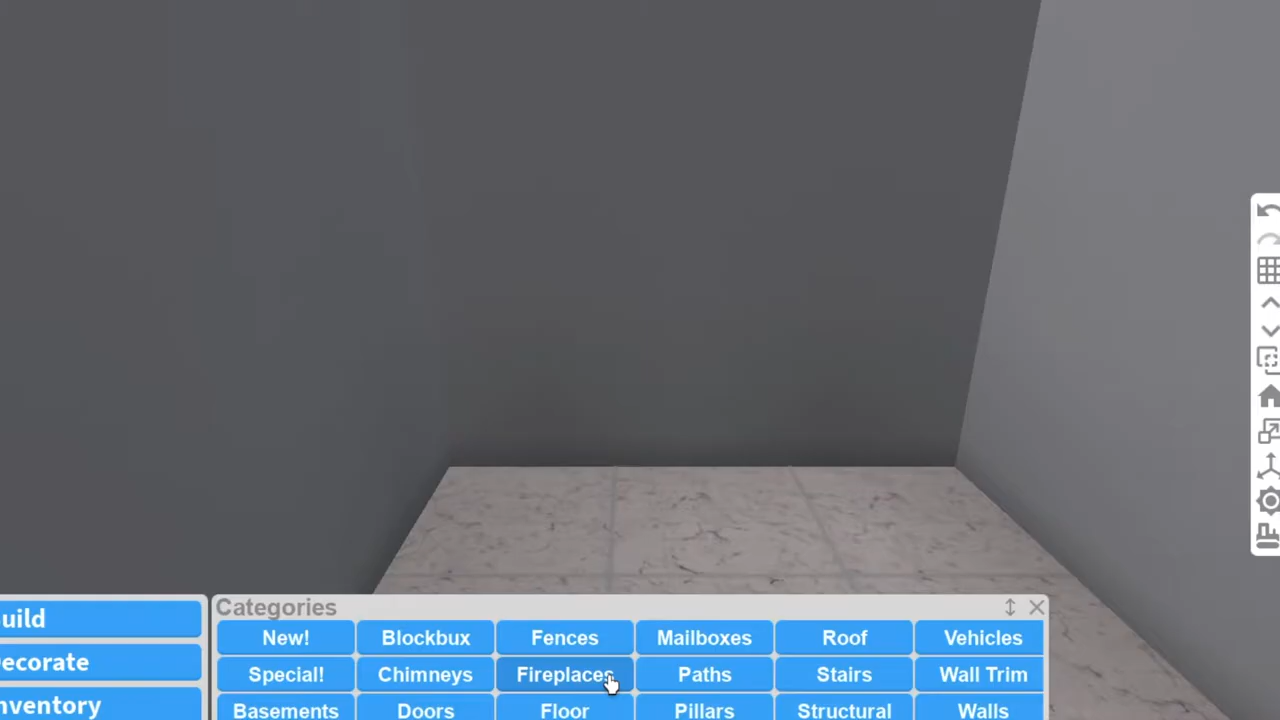 uild
ecorate
nventory
Categories
New! Blockbux Fences Mailboxes Roof Vehicles
Special! Chimneys Fireplaces Paths Stairs Wall Trim
Basements Doors Floor Pillars Structural Walls